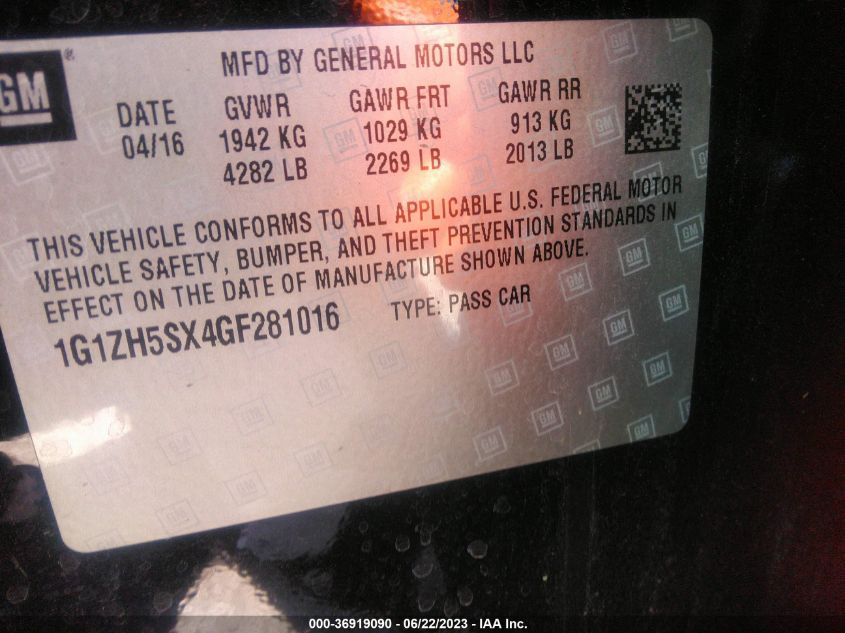 GM®
MFD BY GENERAL MOTORS LLC
DATE GVWR GAWR FRT GAWR RR
04/16 1942 KG 1029 KG 913 KG
4282 LB 2269 LB 2013 LB
THIS VEHICLE CONFORMS TO ALL APPLICABLE U.S. FEDERAL MOTOR
VEHICLE SAFETY, BUMPER, AND THEFT PREVENTION STANDARDS IN
EFFECT ON THE DATE OF MANUFACTURE SHOWN ABOVE.
1G1ZH5SX4GF281016 TYPE: PASS CAR
000-36919090 - 06/22/2023 - IAA Inc.